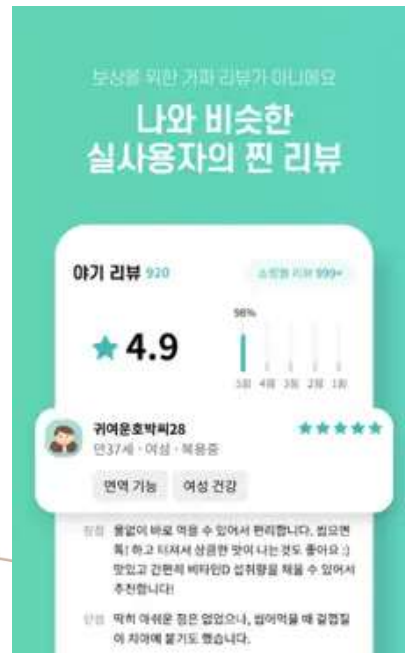 보상을 위한 가짜 리뷰가 아니에요
나와 비슷한
실사용자의 찐 리뷰
야기 리뷰 920
쇼핑몰 리뷰 999+
98%
4.9
5점 4점 3점 2점 1점
귀여운호박씨28
만37세 · 여성 · 복용중
면역 기능 여성 건강
장점 물없이 바로 먹을 수 있어서 편리합니다. 씹으면
톡! 하고 터져서 상큼한 맛이 나는것도 좋아요 :)
맛있고 간편히 비타민D 섭취량을 채울 수 있어서
추천합니다!
단점 딱히 아쉬운 점은 없었으나, 씹어먹을 때 겉껍질
이 치아에 붙기도 했습니다.